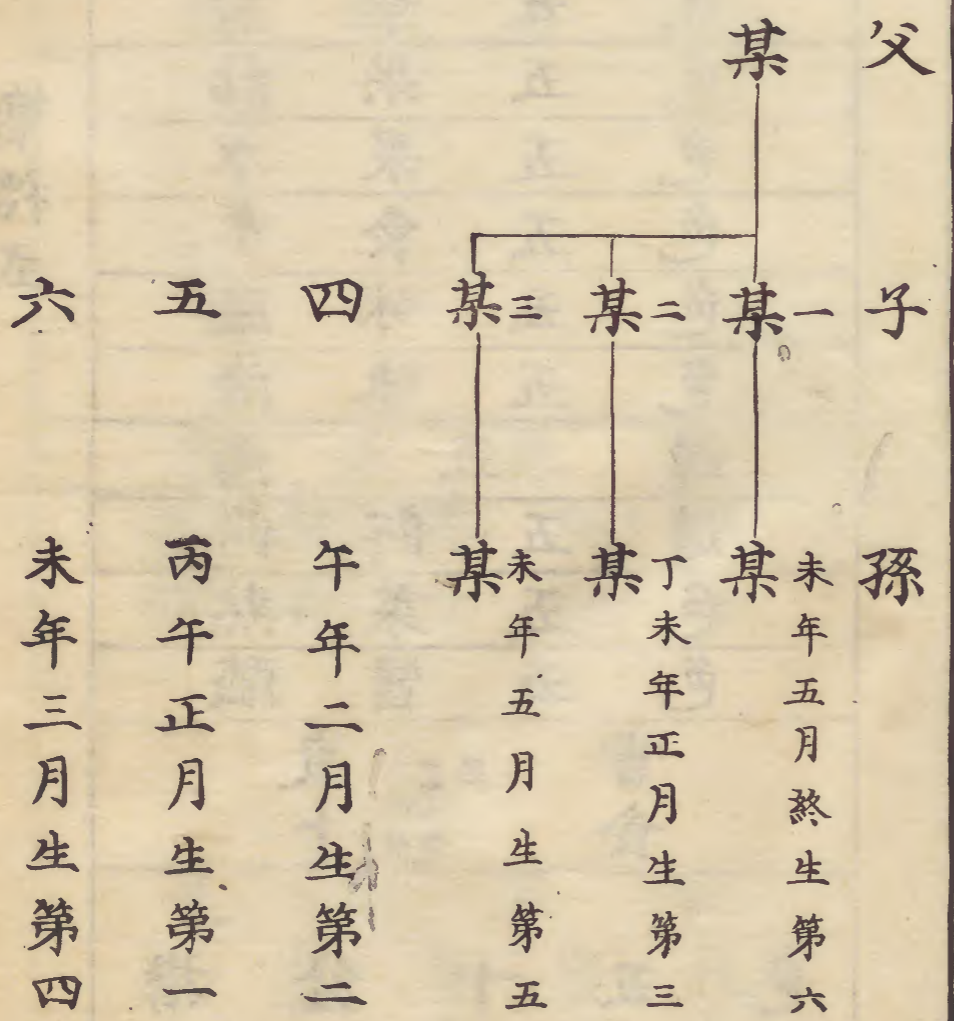 父 子 孫
某
一 某
未年五月終生第六
某
二 某
丁未年正月生第三
某
三 某
未年五月生第五
某
四 午年二月生第二
五 丙午正月生第一
六 未年三月生第四